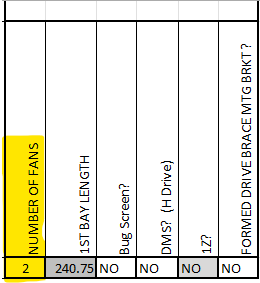 NUMBER OF FANS
1ST BAY LENGTH
Bug Screen?
DMS? (H Drive)
1Z?
FORMED DRIVE BRACE MTG BRKT ?
2 240.75 NO NO NO NO